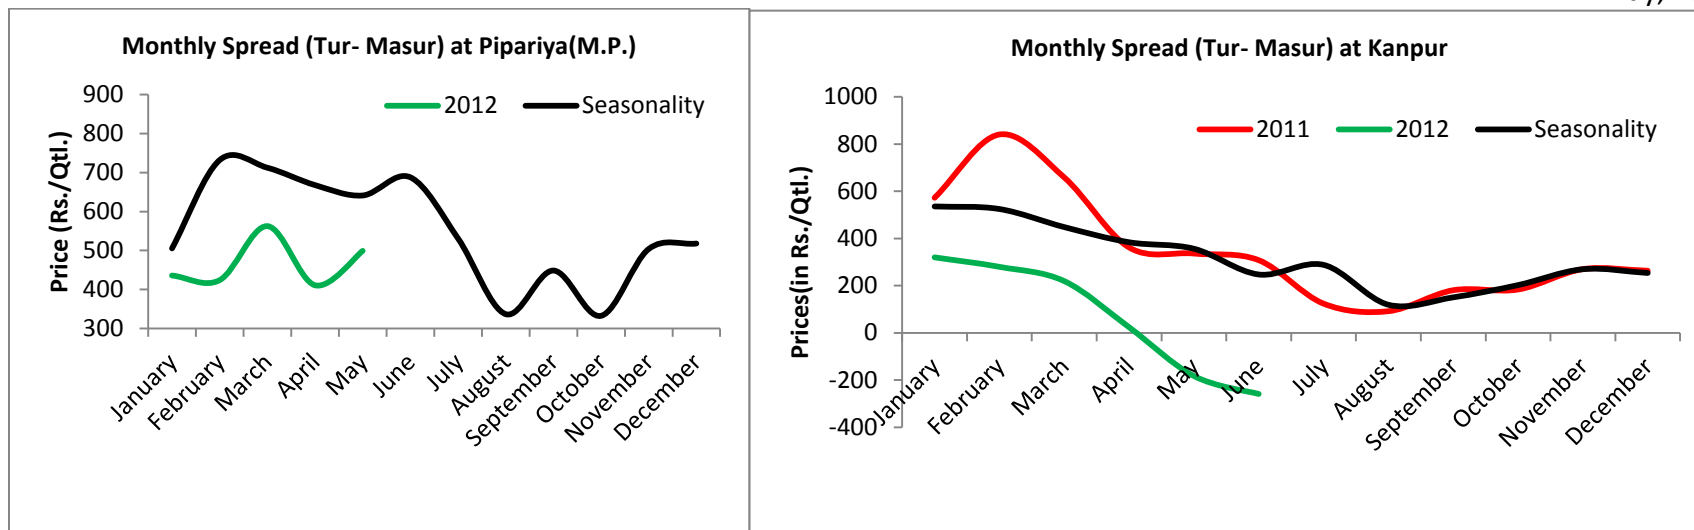 Monthly Spread (Tur- Masur) at Pipariya(M.P.)
2012 Seasonality
Price (Rs./Qtl.)
900
800
700
600
500
400
300
January
February
March
April
May
June
July
August
September
October
November
December
Monthly Spread (Tur- Masur) at Kanpur
2011 2012 Seasonality
Prices(in Rs./Qtl.)
1000
800
600
400
200
0
-200
-400
January
February
March
April
May
June
July
August
September
October
November
December